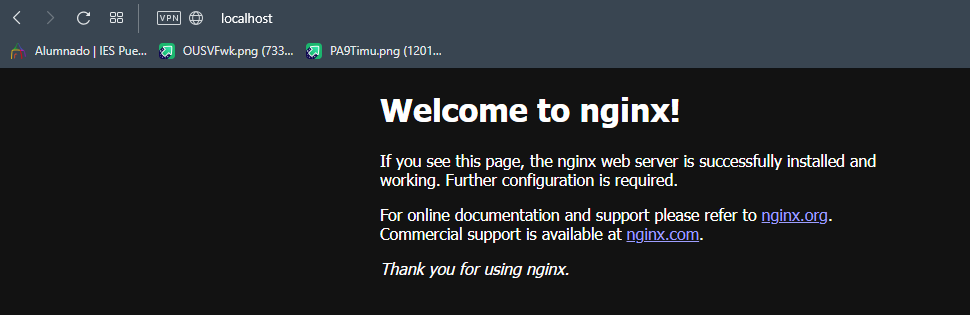 VPN localhost
Alumnado | IES Pue... OUSVFwk.png (733... PA9Timu.png (1201...
Welcome to nginx!
If you see this page, the nginx web server is successfully installed and
working. Further configuration is required.
For online documentation and support please refer to nginx.org.
Commercial support is available at nginx.com.
Thank you for using nginx.